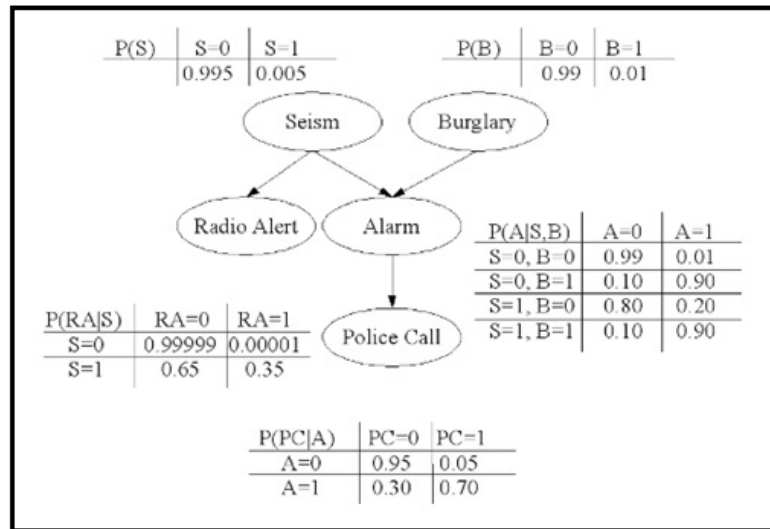 P(S) S=0 S=1
0.995 0.005
P(B) B=0 B=1
0.99 0.01
Seism
Burglary
Radio Alert
Alarm
P(A|S,B) A=0 A=1
S=0, B=0 0.99 0.01
S=0, B=1 0.10 0.90
S=1, B=0 0.80 0.20
S=1, B=1 0.10 0.90
P(RA|S) RA=0 RA=1
S=0 0.99999 0.00001
S=1 0.65 0.35
Police Call
P(PC|A) PC=0 PC=1
A=0 0.95 0.05
A=1 0.30 0.70